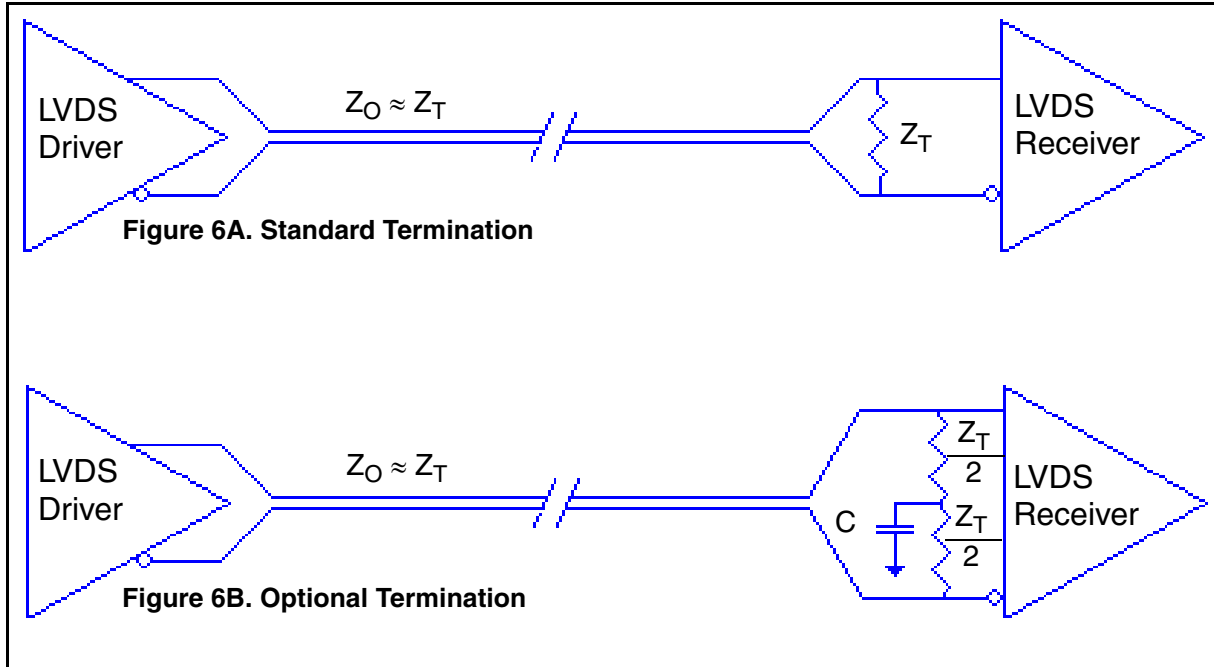 LVDS
Driver
Z_O ≈ Z_T
Z_T
LVDS
Receiver
Figure 6A. Standard Termination
LVDS
Driver
Z_O ≈ Z_T
C
Z_T
2
Z_T
2
LVDS
Receiver
Figure 6B. Optional Termination